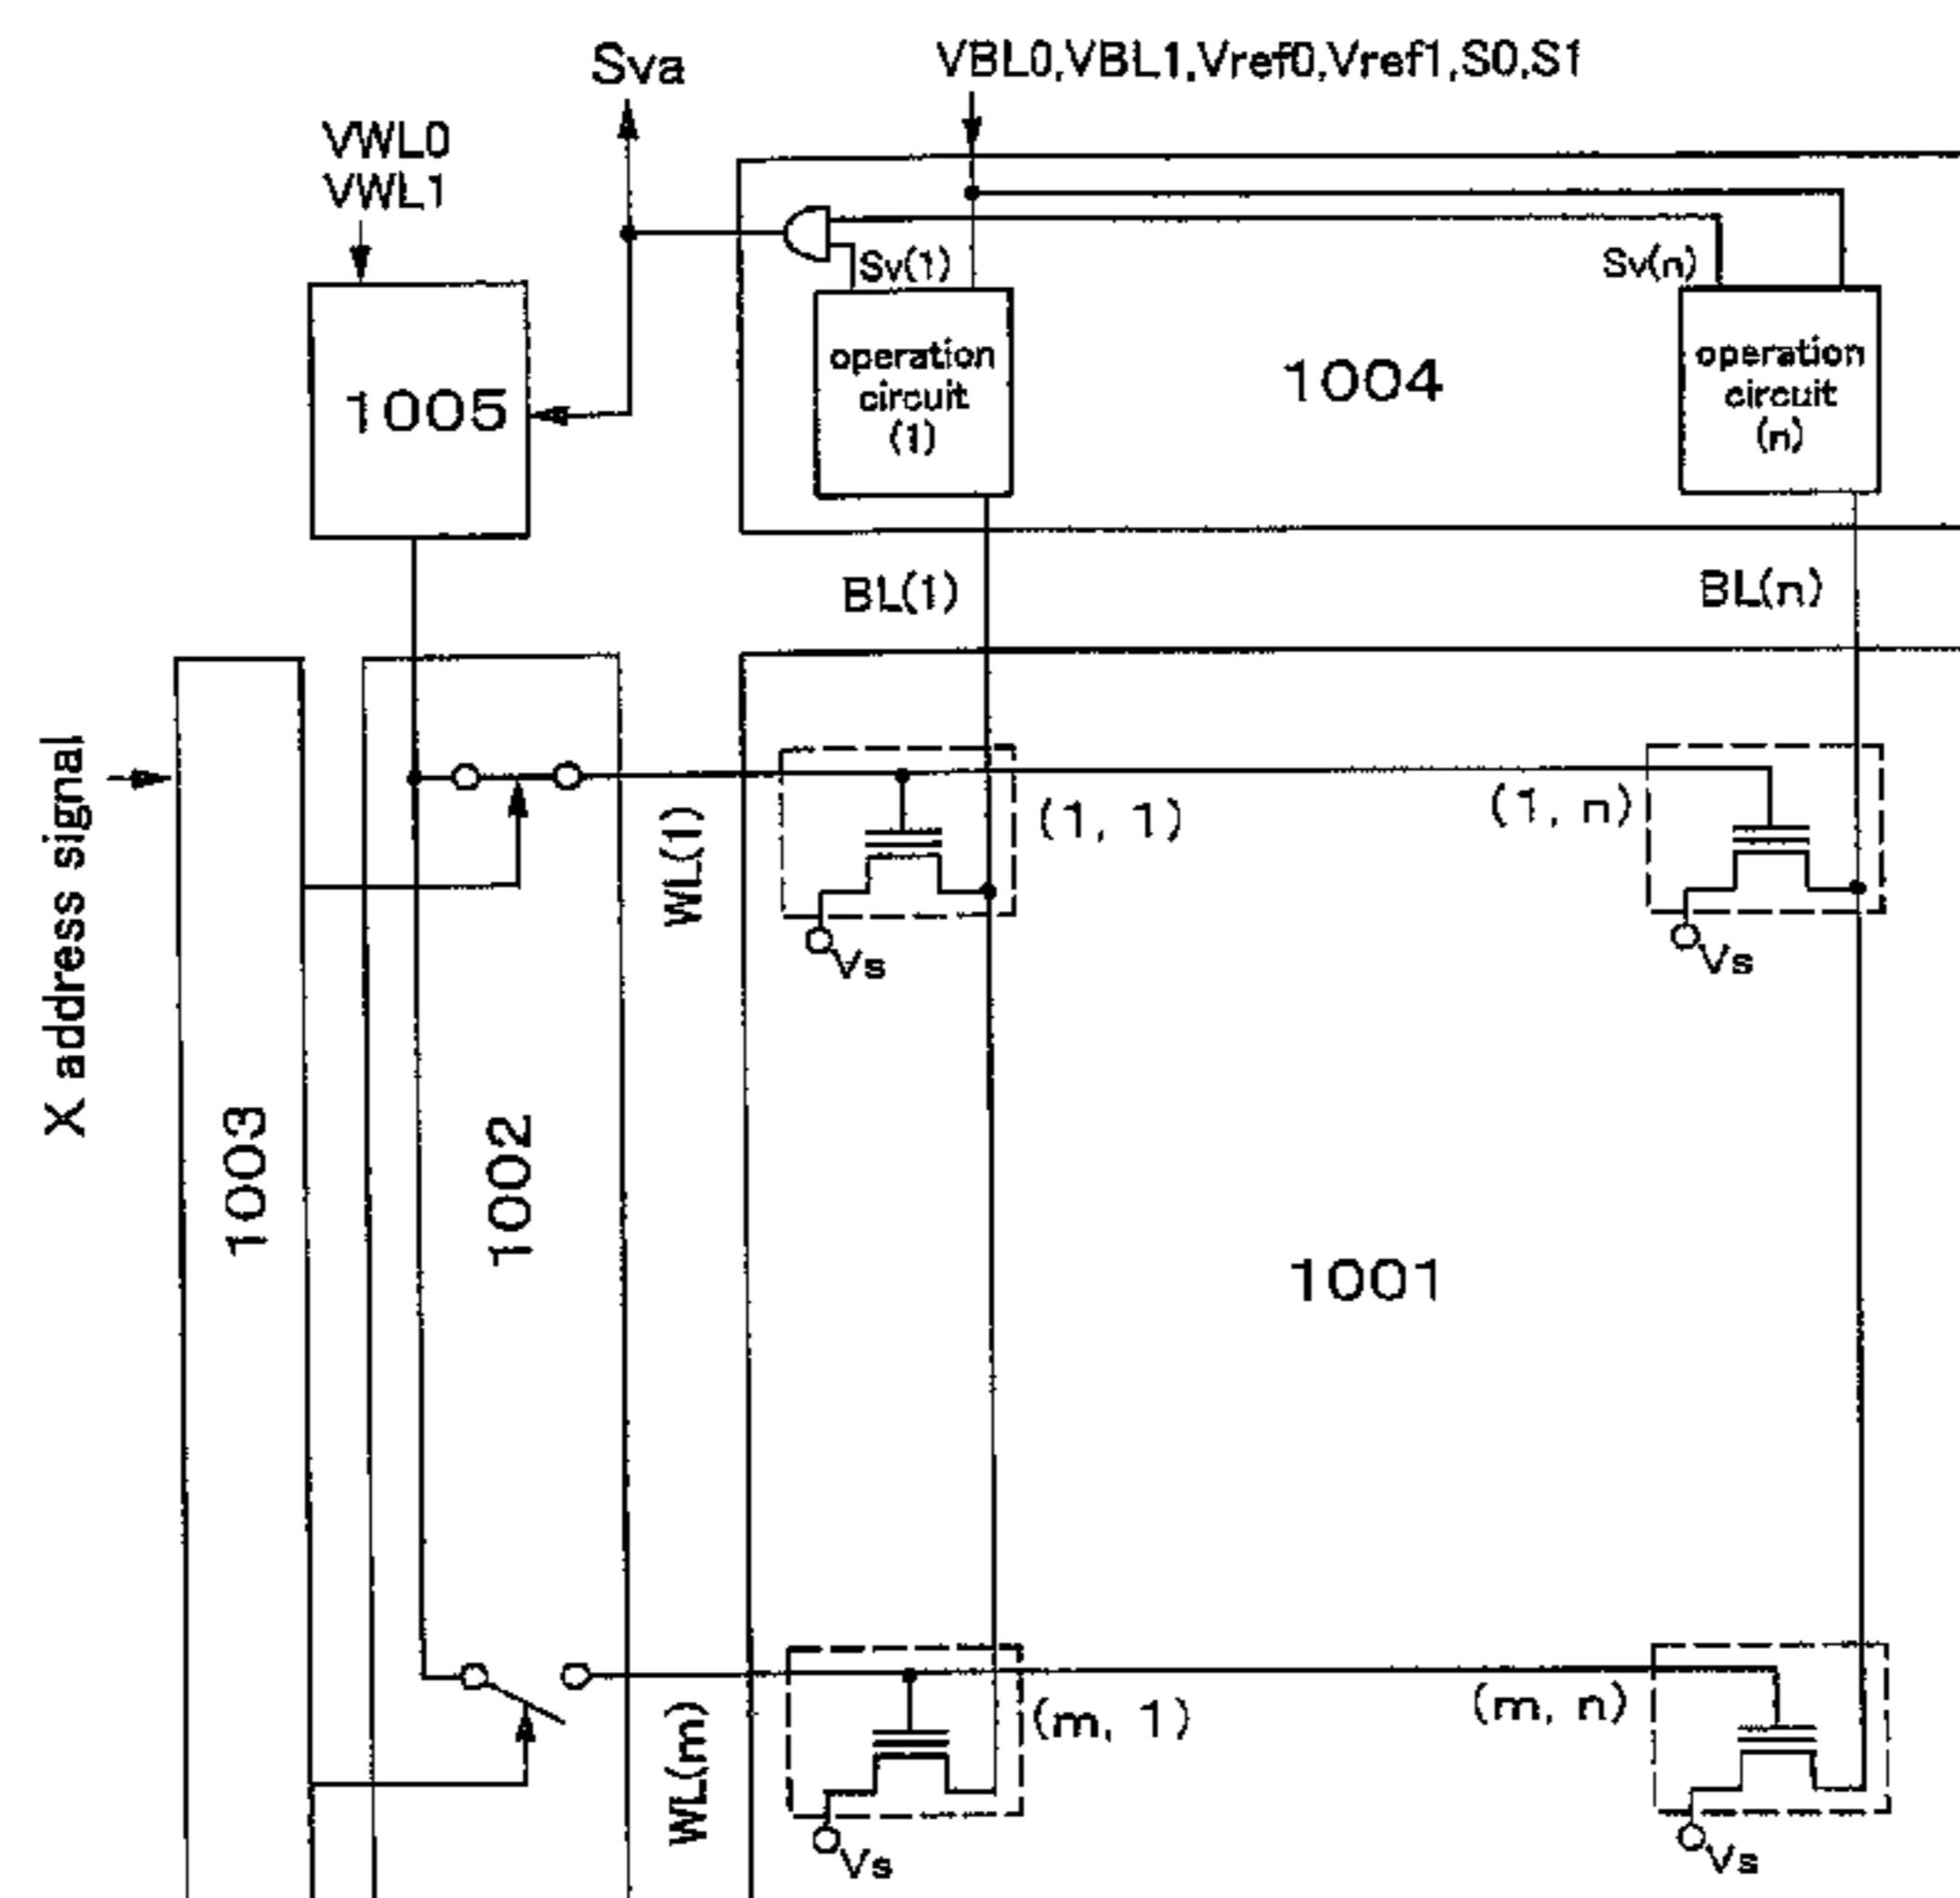 Sva
VBL0,VBL1,Vref0,Vref1,S0,S1
VWL0
VWL1
Sv(1)
Sv(n)
1005
operation
circuit
(1)
1004
operation
circuit
(n)
BL(1)
BL(n)
X address signal
1003
1002
WL(1)
(1, 1)
(1, n)
Vs
Vs
1001
WL(m)
(m, 1)
(m, n)
Vs
Vs